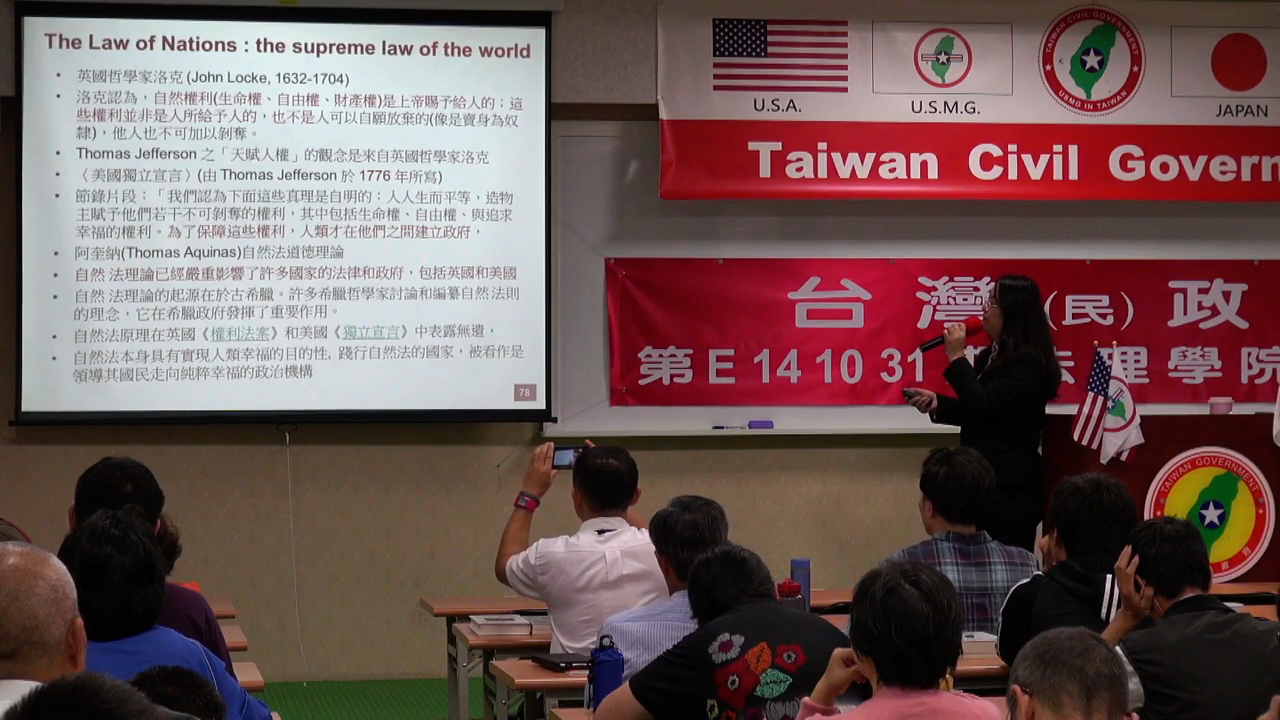 The Law of Nations : the supreme law of the world
• 英國哲學家洛克 (John Locke, 1632-1704)
• 洛克認為，自然權利(生命權、自由權、財產權)是上帝賜予給人的；這
些權利並非是人所給予人的，也不是人可以自願放棄的(像是賣身為奴
隸)，他人也不可加以剝奪。
• Thomas Jefferson 之「天賦人權」的觀念是來自英國哲學家洛克
• 〈美國獨立宣言〉(由 Thomas Jefferson 於 1776 年所寫)
• 節錄片段：「我們認為下面這些真理是自明的：人人生而平等，造物
主賦予他們若干不可剝奪的權利，其中包括生命權、自由權、與追求
幸福的權利。為了保障這些權利，人類才在他們之間建立政府，
• 阿奎納(Thomas Aquinas)自然法道德理論
• 自然 法理論已經嚴重影響了許多國家的法律和政府，包括英國和美國
• 自然 法理論的起源在於古希臘。許多希臘哲學家討論和編纂自然 法則
的理念，它在希臘政府發揮了重要作用。
• 自然法原理在英國《權利法案》和美國《獨立宣言》中表露無遺，
• 自然法本身具有實現人類幸福的目的性, 踐行自然法的國家，被看作是
領導其國民走向純粹幸福的政治機構
78
U.S.A.
U.S.M.G.
TAIWAN CIVIL GOVERNMENT
USMG IN TAIWAN
JAPAN
Taiwan Civil Govern
台灣(民)政
第E 14 10 31
法理學院
TAIWAN GOVERNMENT